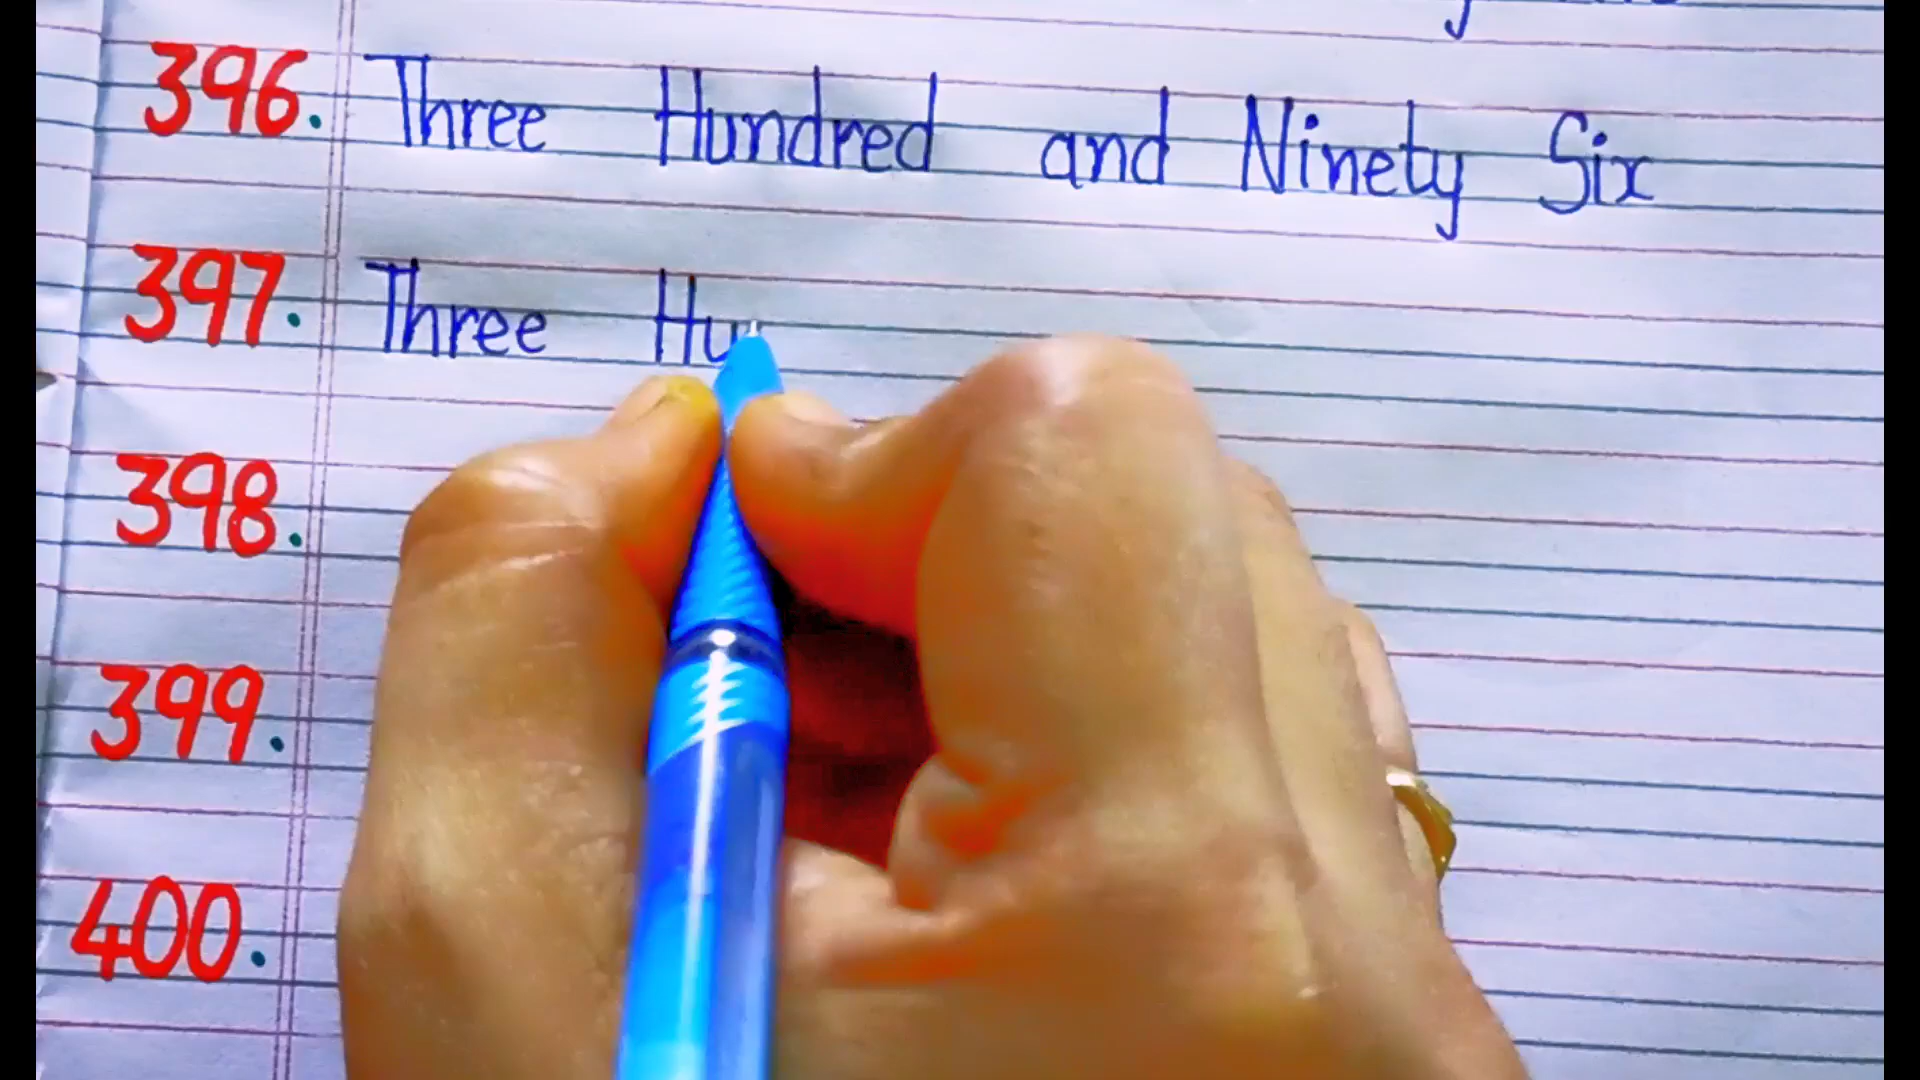 396. Three Hundred and Ninety Six
397. Three Hu
398.
399.
400.